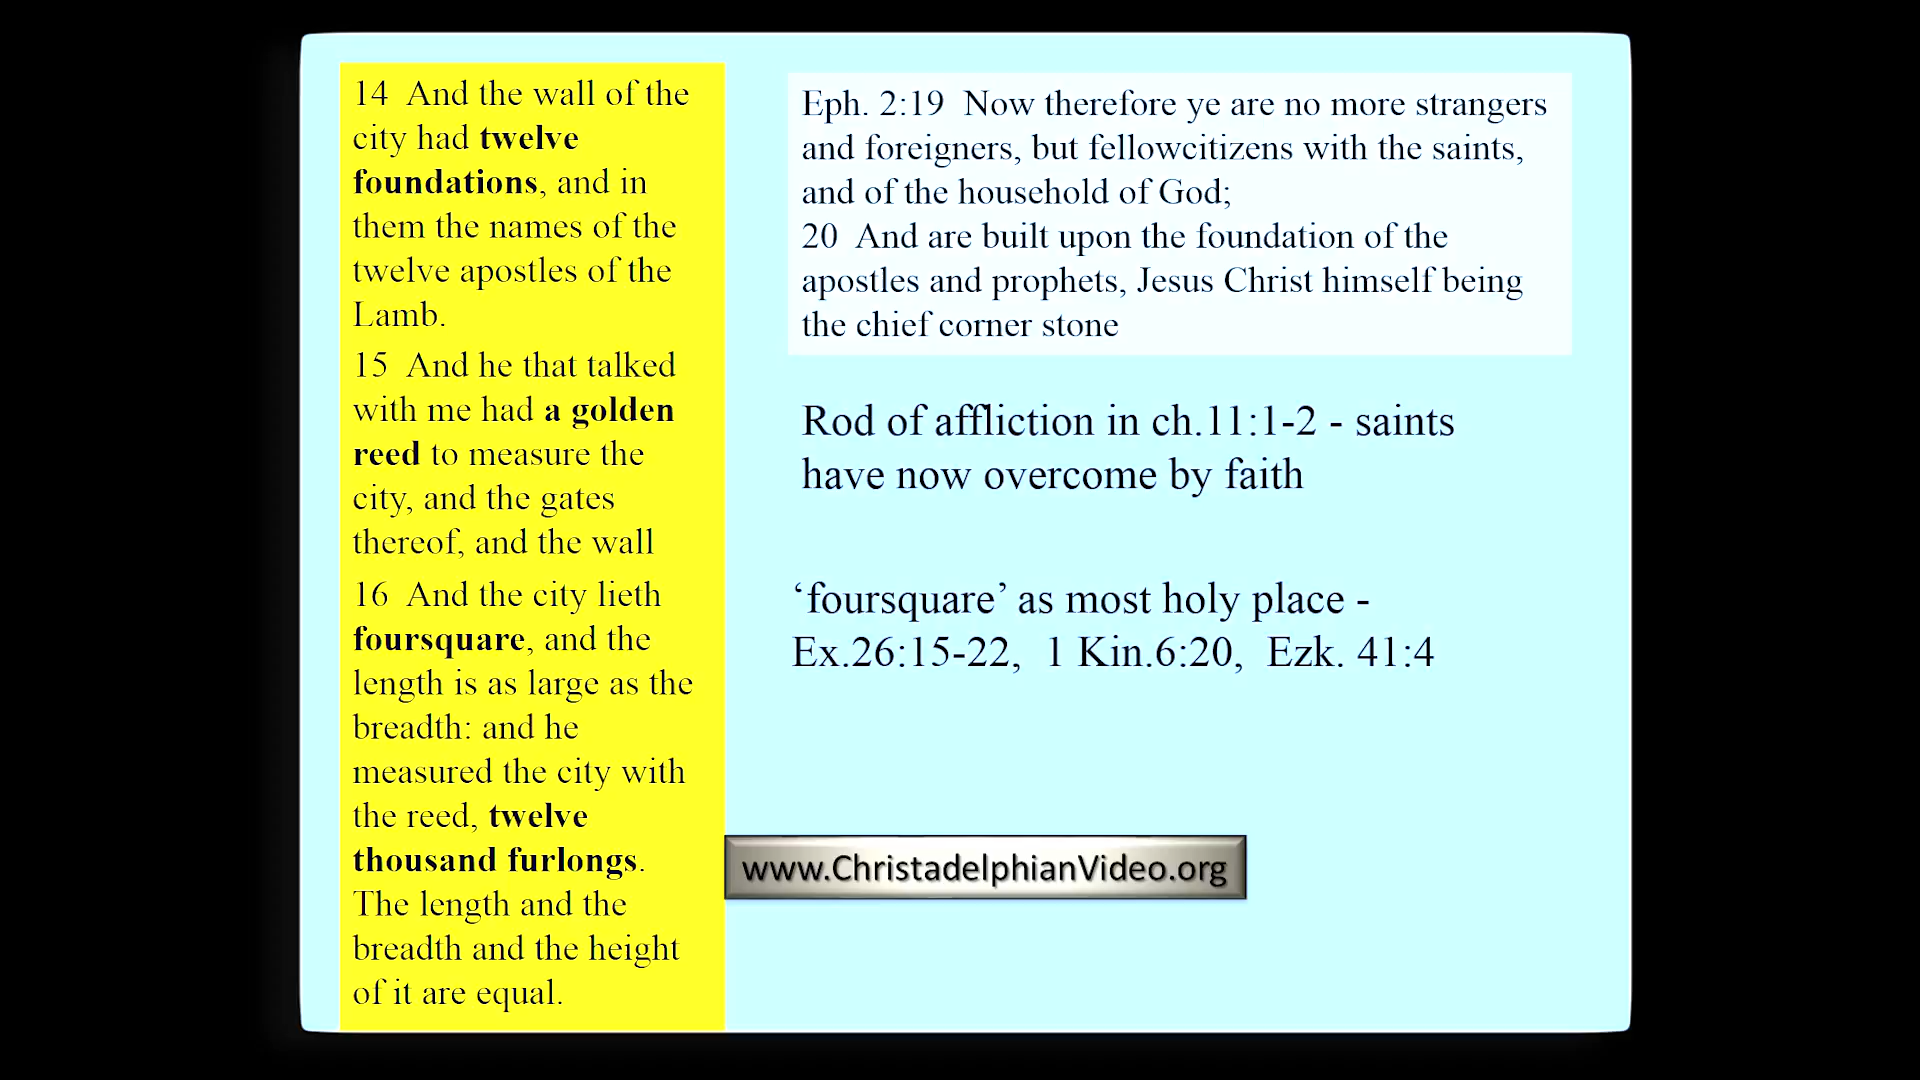 14 And the wall of the
city had twelve
foundations, and in
them the names of the
twelve apostles of the
Lamb.
15 And he that talked
with me had a golden
reed to measure the
city, and the gates
thereof, and the wall
16 And the city lieth
foursquare, and the
length is as large as the
breadth: and he
measured the city with
the reed, twelve
thousand furlongs.
The length and the
breadth and the height
of it are equal.
Eph. 2:19 Now therefore ye are no more strangers
and foreigners, but fellowcitizens with the saints,
and of the household of God;
20 And are built upon the foundation of the
apostles and prophets, Jesus Christ himself being
the chief corner stone
Rod of affliction in ch.11:1-2 - saints
have now overcome by faith
‘foursquare’ as most holy place -
Ex.26:15-22, 1 Kin.6:20, Ezk. 41:4
www.ChristadelphianVideo.org